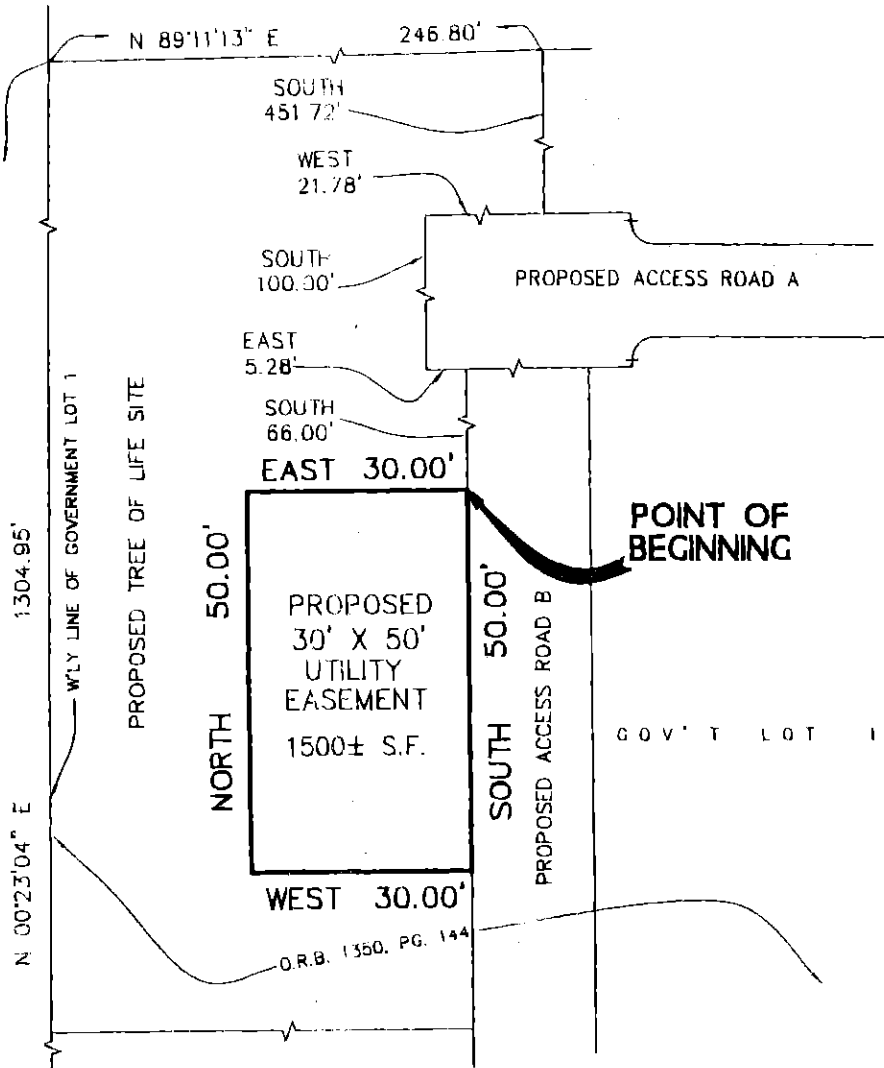 N 89°11'13" E 246.80'
SOUTH
451.72'
WEST
21.78'
SOUTH
100.00'
PROPOSED ACCESS ROAD A
EAST
5.28'
SOUTH
66.00'
EAST 30.00'
POINT OF
BEGINNING
1304.95'
W'LY LINE OF GOVERNMENT LOT 1
PROPOSED TREE OF LIFE SITE
NORTH 50.00'
PROPOSED
30' X 50'
UTILITY
EASEMENT
1500± S.F.
SOUTH 50.00'
PROPOSED ACCESS ROAD B
GOV'T LOT 1
N 00°23'04" E
WEST 30.00'
O.R.B. 1350, PG. 144